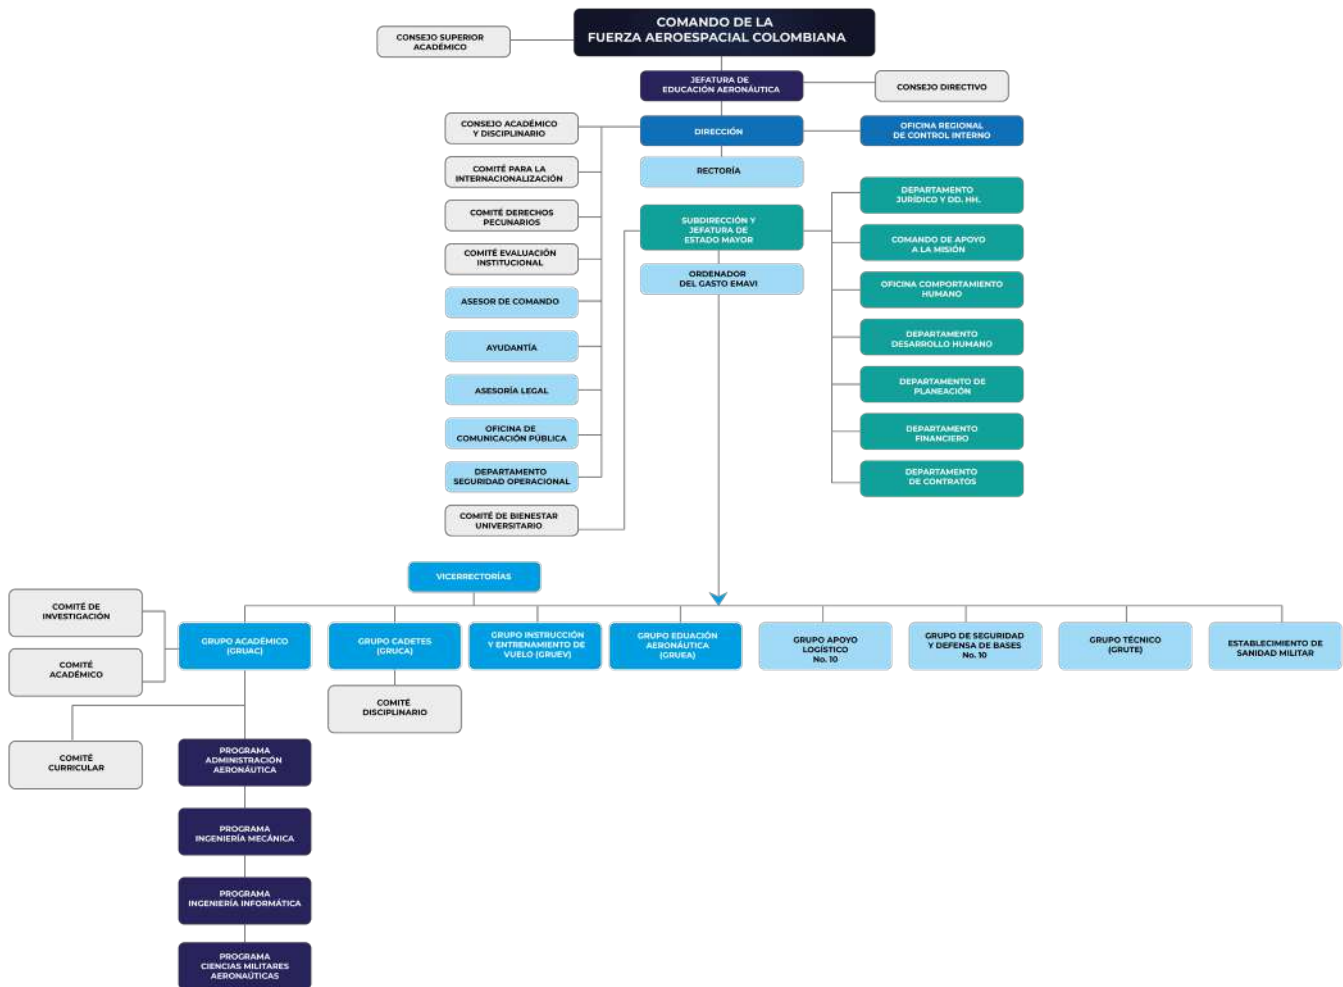 COMANDO DE LA
FUERZA AEROESPACIAL COLOMBIANA
CONSEJO SUPERIOR
ACADÉMICO
JEFATURA DE
EDUCACIÓN AERONÁUTICA
CONSEJO DIRECTIVO
CONSEJO ACADÉMICO
Y DISCIPLINARIO
DIRECCIÓN
OFICINA REGIONAL
DE CONTROL INTERNO
COMITÉ PARA LA
INTERNACIONALIZACIÓN
RECTORÍA
DEPARTAMENTO
JURÍDICO Y DD. HH.
COMITÉ DERECHOS
PECUNARIOS
SUBDIRECCIÓN Y
JEFATURA DE
ESTADO MAYOR
COMANDO DE APOYO
A LA MISIÓN
COMITÉ EVALUACIÓN
INSTITUCIONAL
ORDENADOR
DEL GASTO EMAVI
OFICINA COMPORTAMIENTO
HUMANO
ASESOR DE COMANDO
DEPARTAMENTO
DESARROLLO HUMANO
AYUDANTÍA
DEPARTAMENTO DE
PLANEACIÓN
ASESORÍA LEGAL
OFICINA DE
COMUNICACIÓN PÚBLICA
DEPARTAMENTO
FINANCIERO
DEPARTAMENTO
SEGURIDAD OPERACIONAL
DEPARTAMENTO
DE CONTRATOS
COMITÉ DE BIENESTAR
UNIVERSITARIO
VICERRECTORÍAS
COMITÉ DE
INVESTIGACIÓN
COMITÉ
ACADÉMICO
GRUPO ACADÉMICO
(GRUAC)
GRUPO CADETES
(GRUCA)
GRUPO INSTRUCCIÓN
Y ENTRENAMIENTO DE
VUELO (GRUEV)
GRUPO EDUACIÓN
AERONÁUTICA
(GRUEA)
GRUPO APOYO
LOGÍSTICO
No. 10
GRUPO DE SEGURIDAD
Y DEFENSA DE BASES
No. 10
GRUPO TÉCNICO
(GRUTE)
ESTABLECIMIENTO DE
SANIDAD MILITAR
COMITÉ
DISCIPLINARIO
COMITÉ
CURRICULAR
PROGRAMA
ADMINISTRACIÓN
AERONÁUTICA
PROGRAMA
INGENIERÍA MECÁNICA
PROGRAMA
INGENIERÍA INFORMÁTICA
PROGRAMA
CIENCIAS MILITARES
AERONAÚTICAS